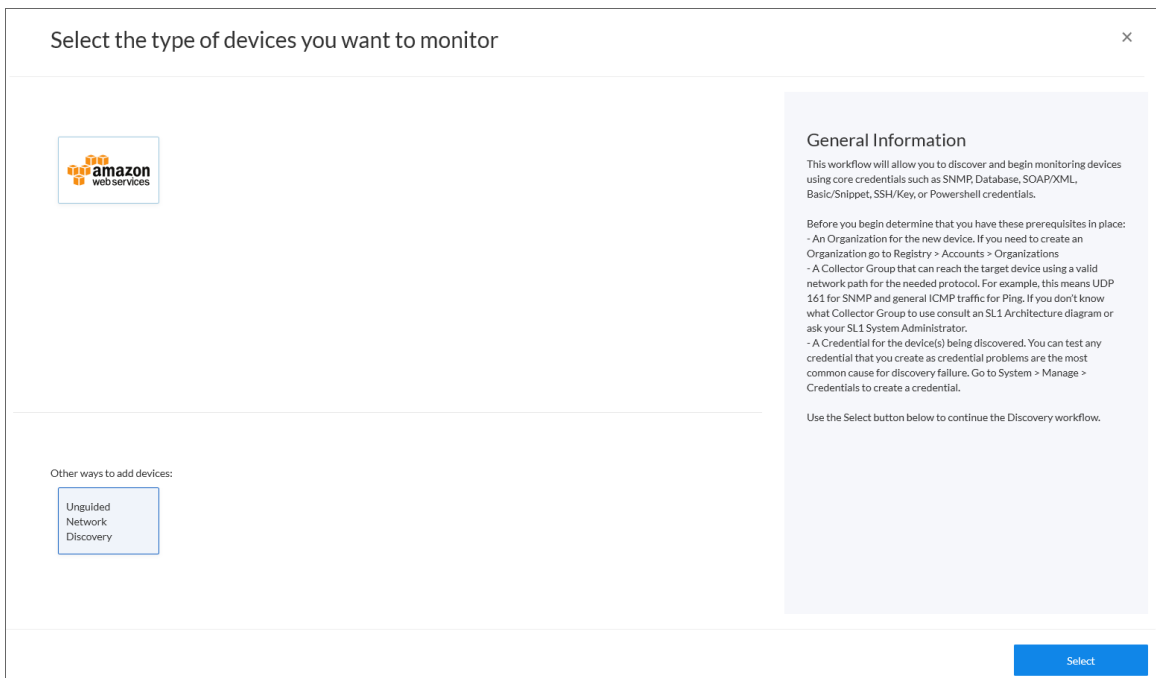 Select the type of devices you want to monitor
×
amazon
webservices
General Information
This workflow will allow you to discover and begin monitoring devices
using core credentials such as SNMP, Database, SOAP/XML,
Basic/Snippet, SSH/Key, or Powershell credentials.
Before you begin determine that you have these prerequisites in place:
- An Organization for the new device. If you need to create an
Organization go to Registry > Accounts > Organizations
- A Collector Group that can reach the target device using a valid
network path for the needed protocol. For example, this means UDP
161 for SNMP and general ICMP traffic for Ping. If you don't know
what Collector Group to use consult an SL1 Architecture diagram or
ask your SL1 System Administrator.
- A Credential for the device(s) being discovered. You can test any
credential that you create as credential problems are the most
common cause for discovery failure. Go to System > Manage >
Credentials to create a credential.
Use the Select button below to continue the Discovery workflow.
Other ways to add devices:
Unguided
Network
Discovery
Select